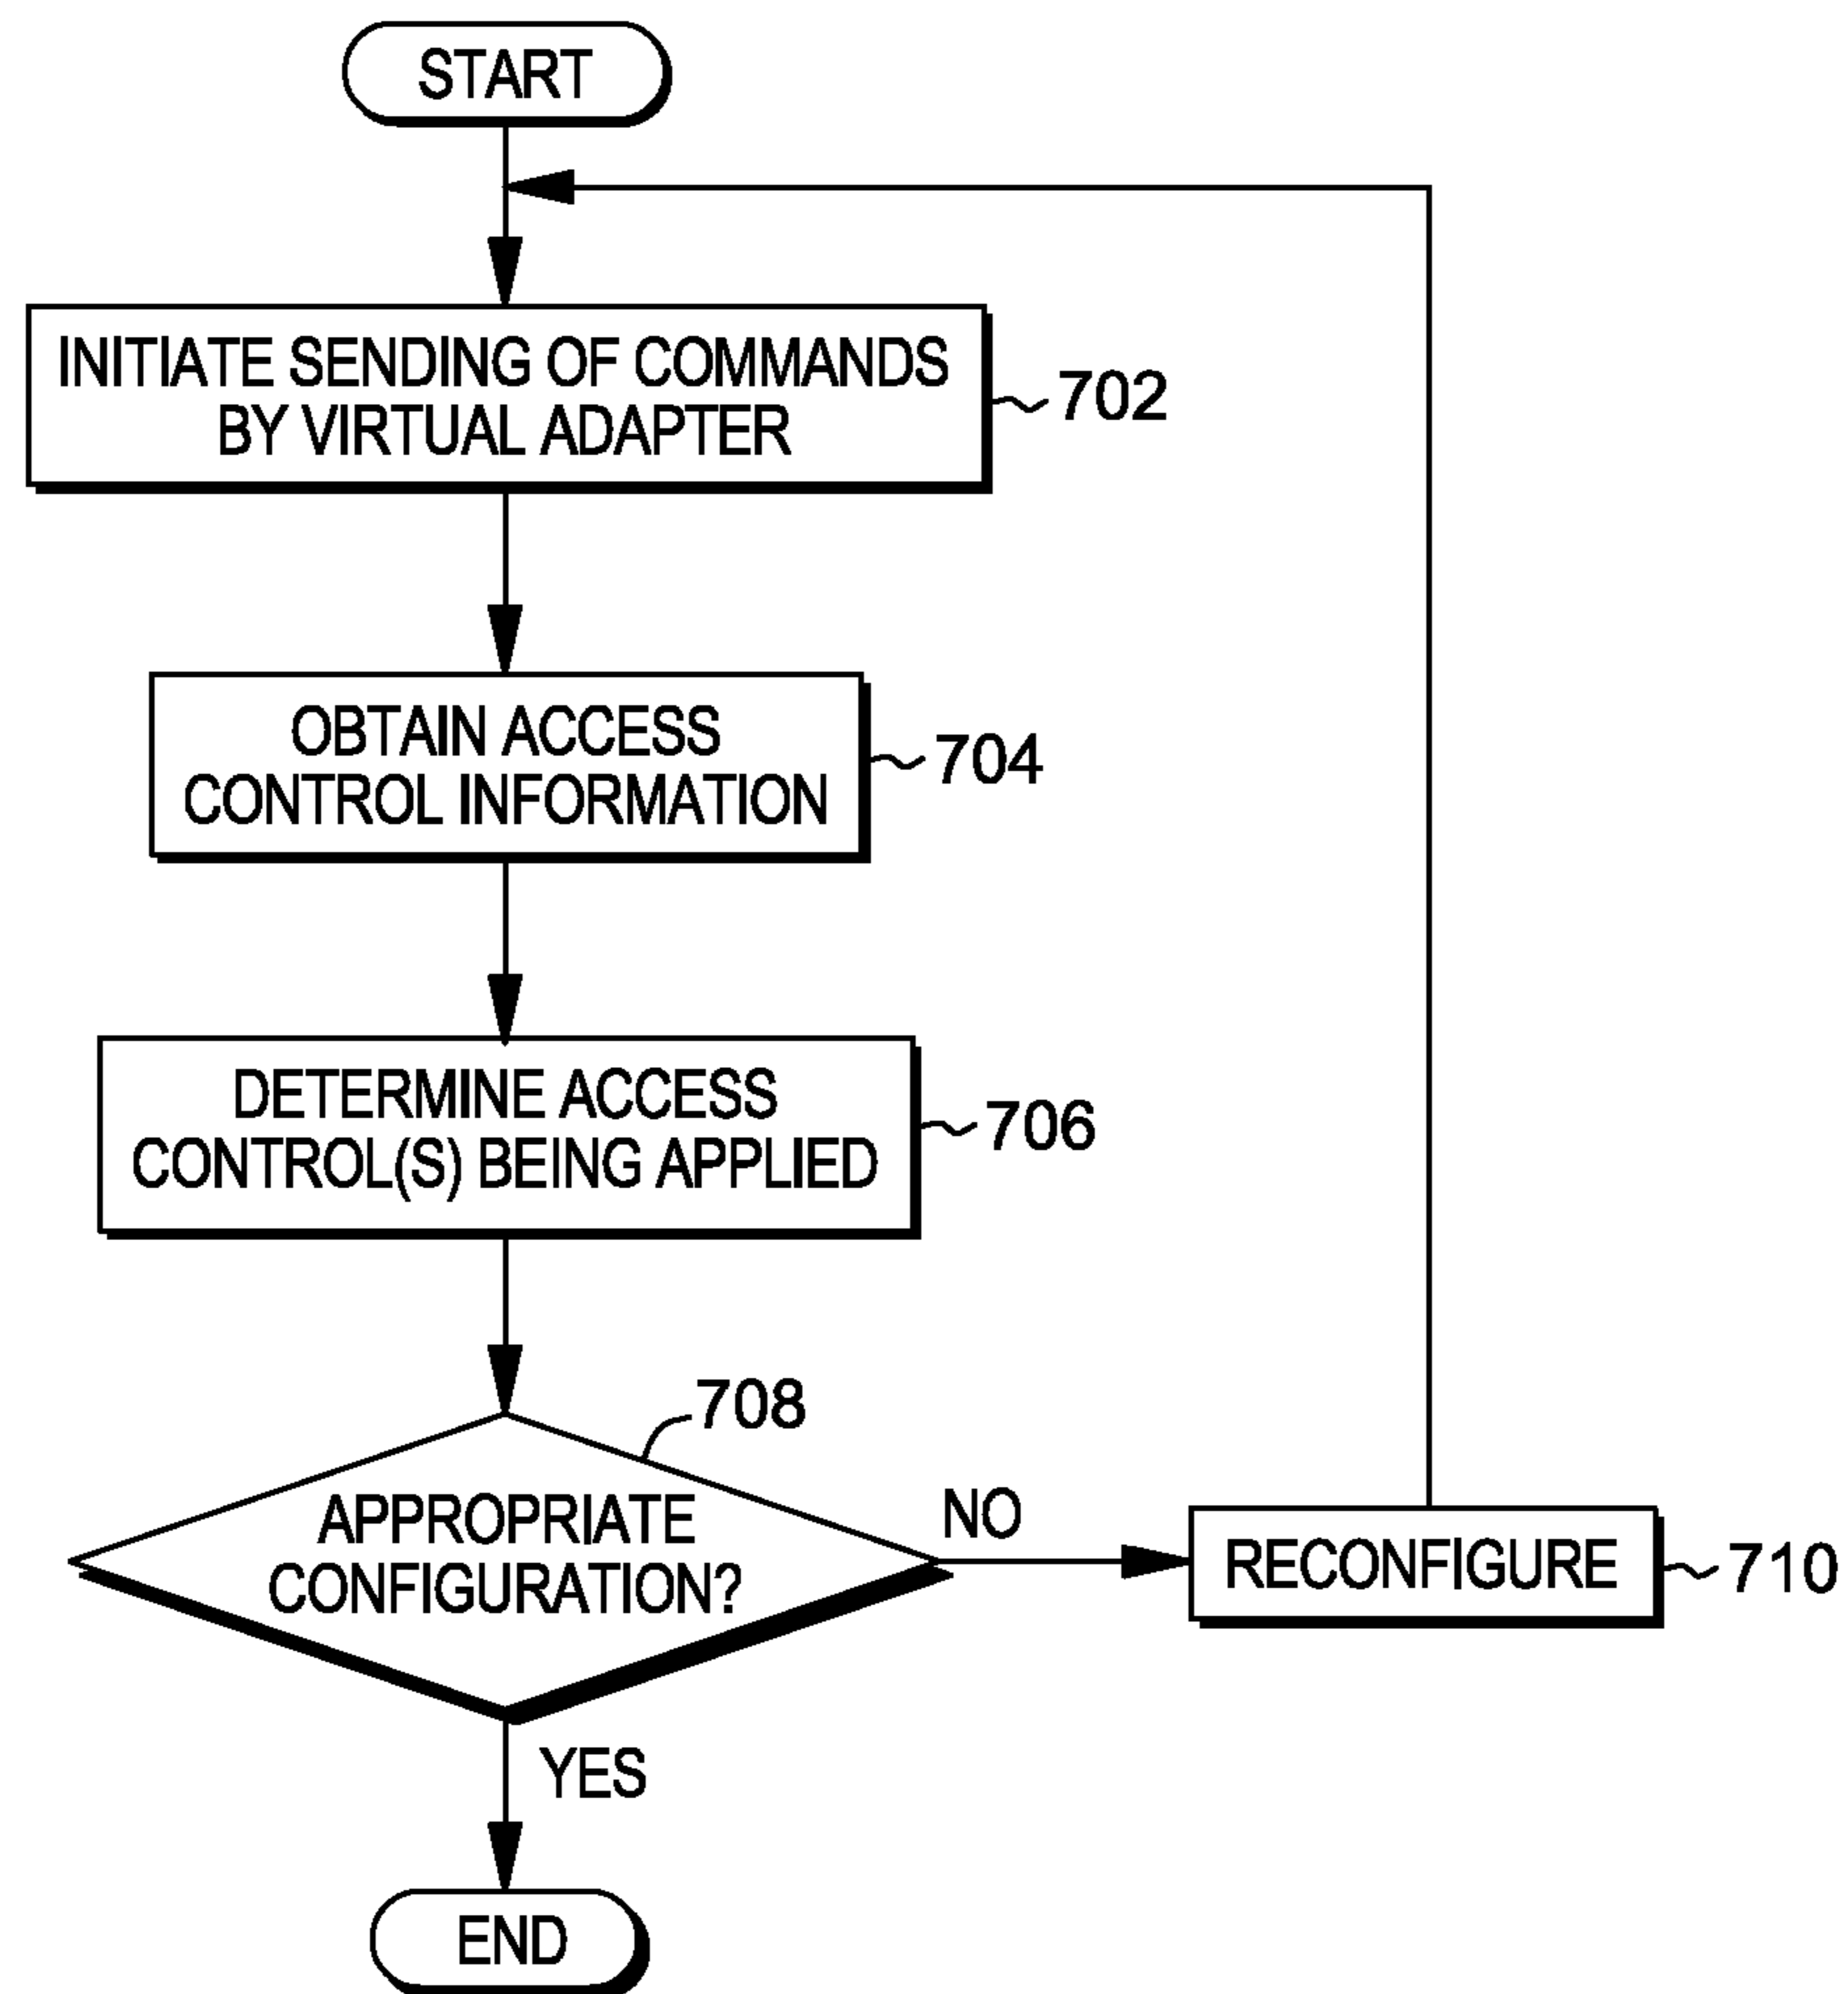 START
INITIATE SENDING OF COMMANDS
BY VIRTUAL ADAPTER
702
OBTAIN ACCESS
CONTROL INFORMATION
704
DETERMINE ACCESS
CONTROL(S) BEING APPLIED
706
708
APPROPRIATE
CONFIGURATION?
NO
RECONFIGURE
710
YES
END